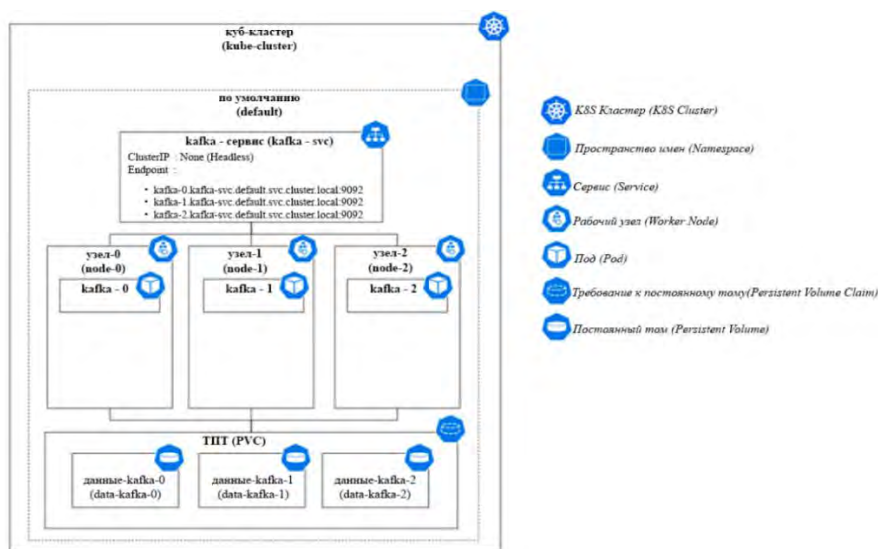 куб-кластер
(kube-cluster)
по умолчанию
(default)
kafka - сервис (kafka - svc)
ClusterIP : None (Headless)
Endpoint :
• kafka-0.kafka-svc.default.svc.cluster.local:9092
• kafka-1.kafka-svc.default.svc.cluster.local:9092
• kafka-2.kafka-svc.default.svc.cluster.local:9092
узел-0
(node-0)
kafka - 0
узел-1
(node-1)
kafka - 1
узел-2
(node-2)
kafka - 2
ТПТ (PVC)
данные-kafka-0
(data-kafka-0)
данные-kafka-1
(data-kafka-1)
данные-kafka-2
(data-kafka-2)
K8S Кластер (K8S Cluster)
Пространство имен (Namespace)
Сервис (Service)
Рабочий узел (Worker Node)
Под (Pod)
Требование к постоянному тому(Persistent Volume Claim)
Постоянный том (Persistent Volume)